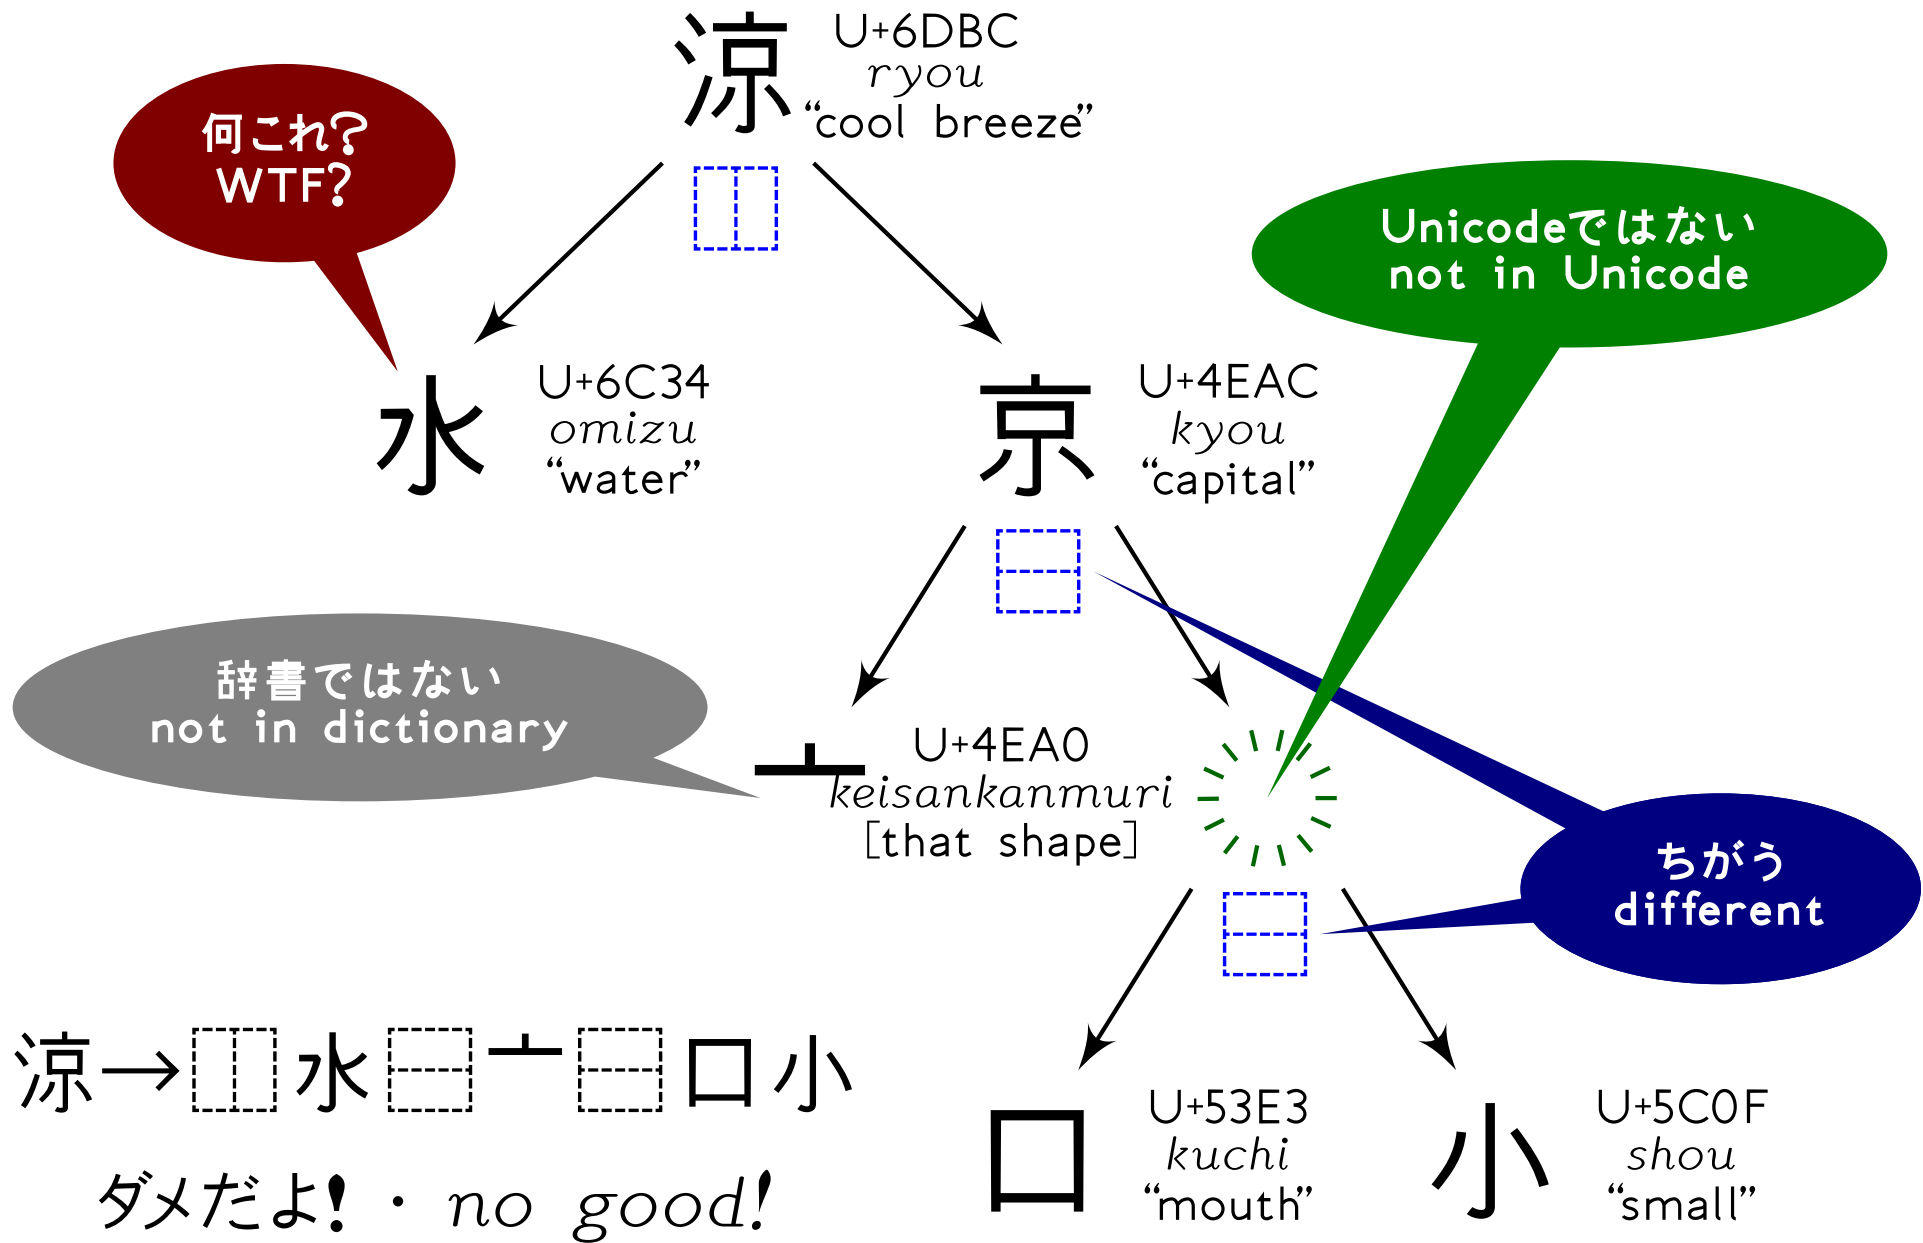 涼
U+6DBC
ryou
“cool breeze”
何これ?
WTF?
Unicodeではない
not in Unicode
水
U+6C34
omizu
“water”
京
U+4EAC
kyou
“capital”
辞書ではない
not in dictionary
亠
U+4EA0
keisankanmuri
[that shape]
ちがう
different
涼→⿰水⿱亠⿱口小
ダメだよ! · no good!
口
U+53E3
kuchi
“mouth”
小
U+5C0F
shou
“small”